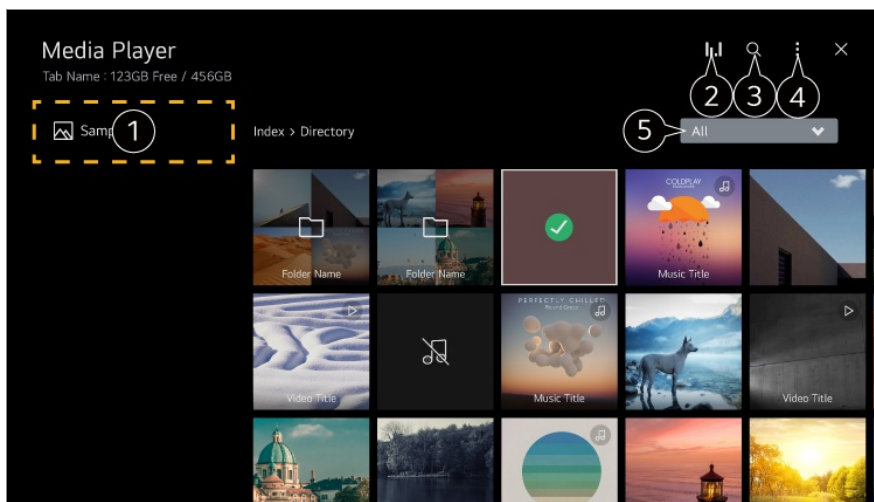 Media Player
Tab Name : 123GB Free / 456GB
2
3
4
Samp
1
Index > Directory
5
All
Folder Name
Folder Name
COLDPLAY
Music Title
Video Title
PERFECTLY CHILLED
Music Title
Video Title